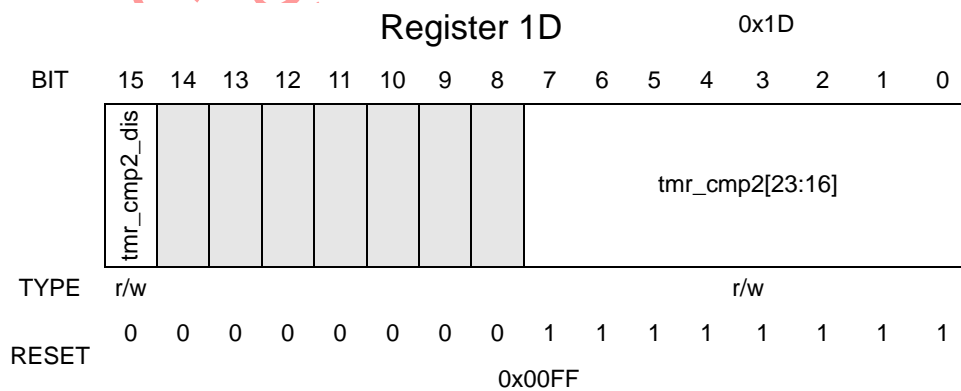 Register 1D 0x1D
BIT 15 14 13 12 11 10 9 8 7 6 5 4 3 2 1 0
tmr_cmp2_dis
tmr_cmp2[23:16]
TYPE r/w r/w
RESET 0 0 0 0 0 0 0 0 1 1 1 1 1 1 1 1
0x00FF